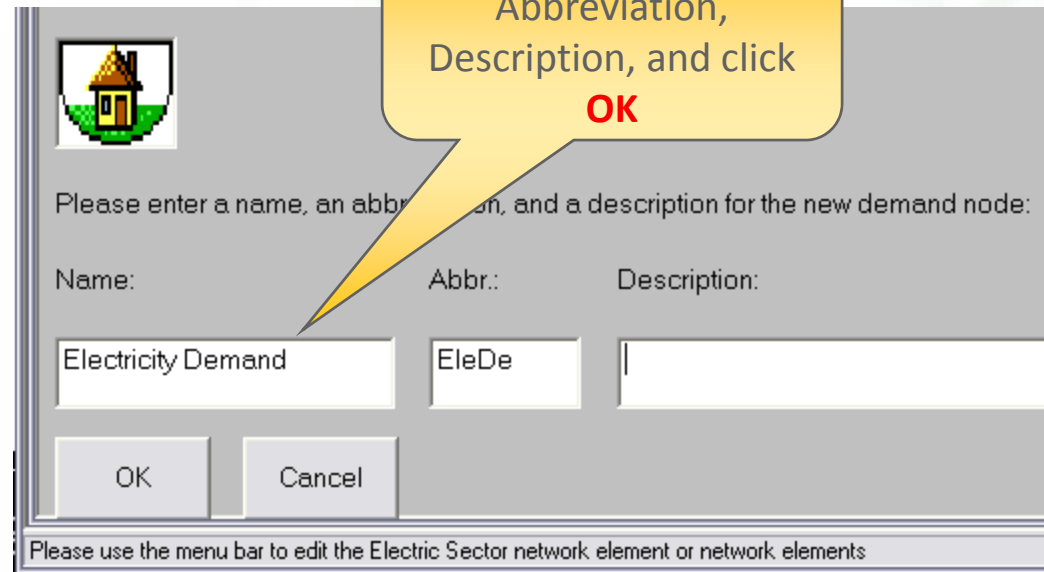 Abbreviation,
Description, and click
OK
Please enter a name, an abbr on, and a description for the new demand node:
Name: Abbr.: Description:
Electricity Demand EleDe
OK Cancel
Please use the menu bar to edit the Electric Sector network element or network elements